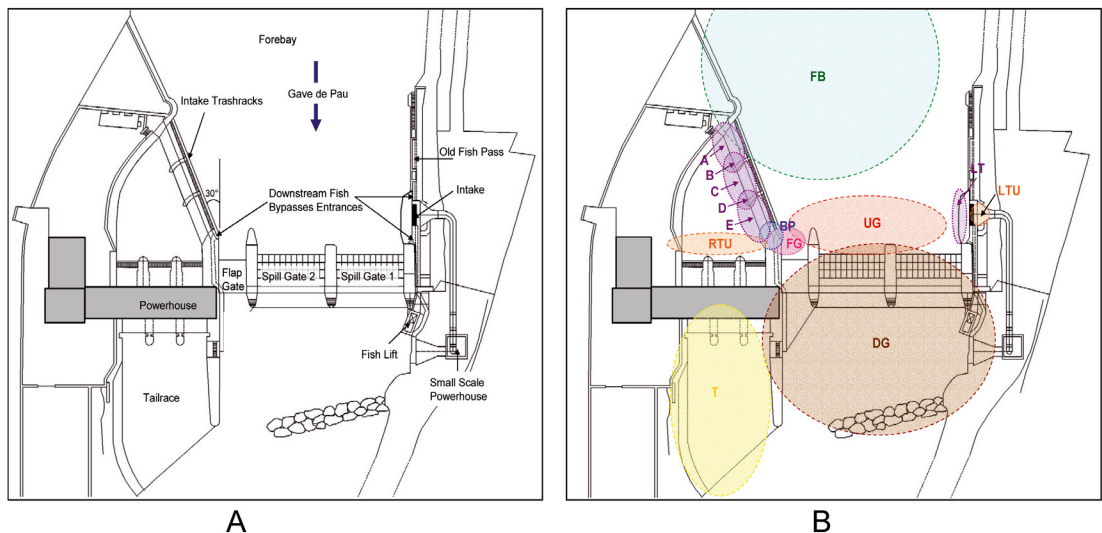 Forebay
Gave de Pau
Intake Trashracks
Old Fish Pass
30°
Downstream Fish
Bypasses Entrances
Intake
Flap
Gate
Spill Gate 2
Spill Gate 1
Powerhouse
Fish Lift
Small Scale
Powerhouse
Tailrace
A
FB
A
B
C
D
E
LT
LTU
BP
UG
RTU
FG
DG
T
B